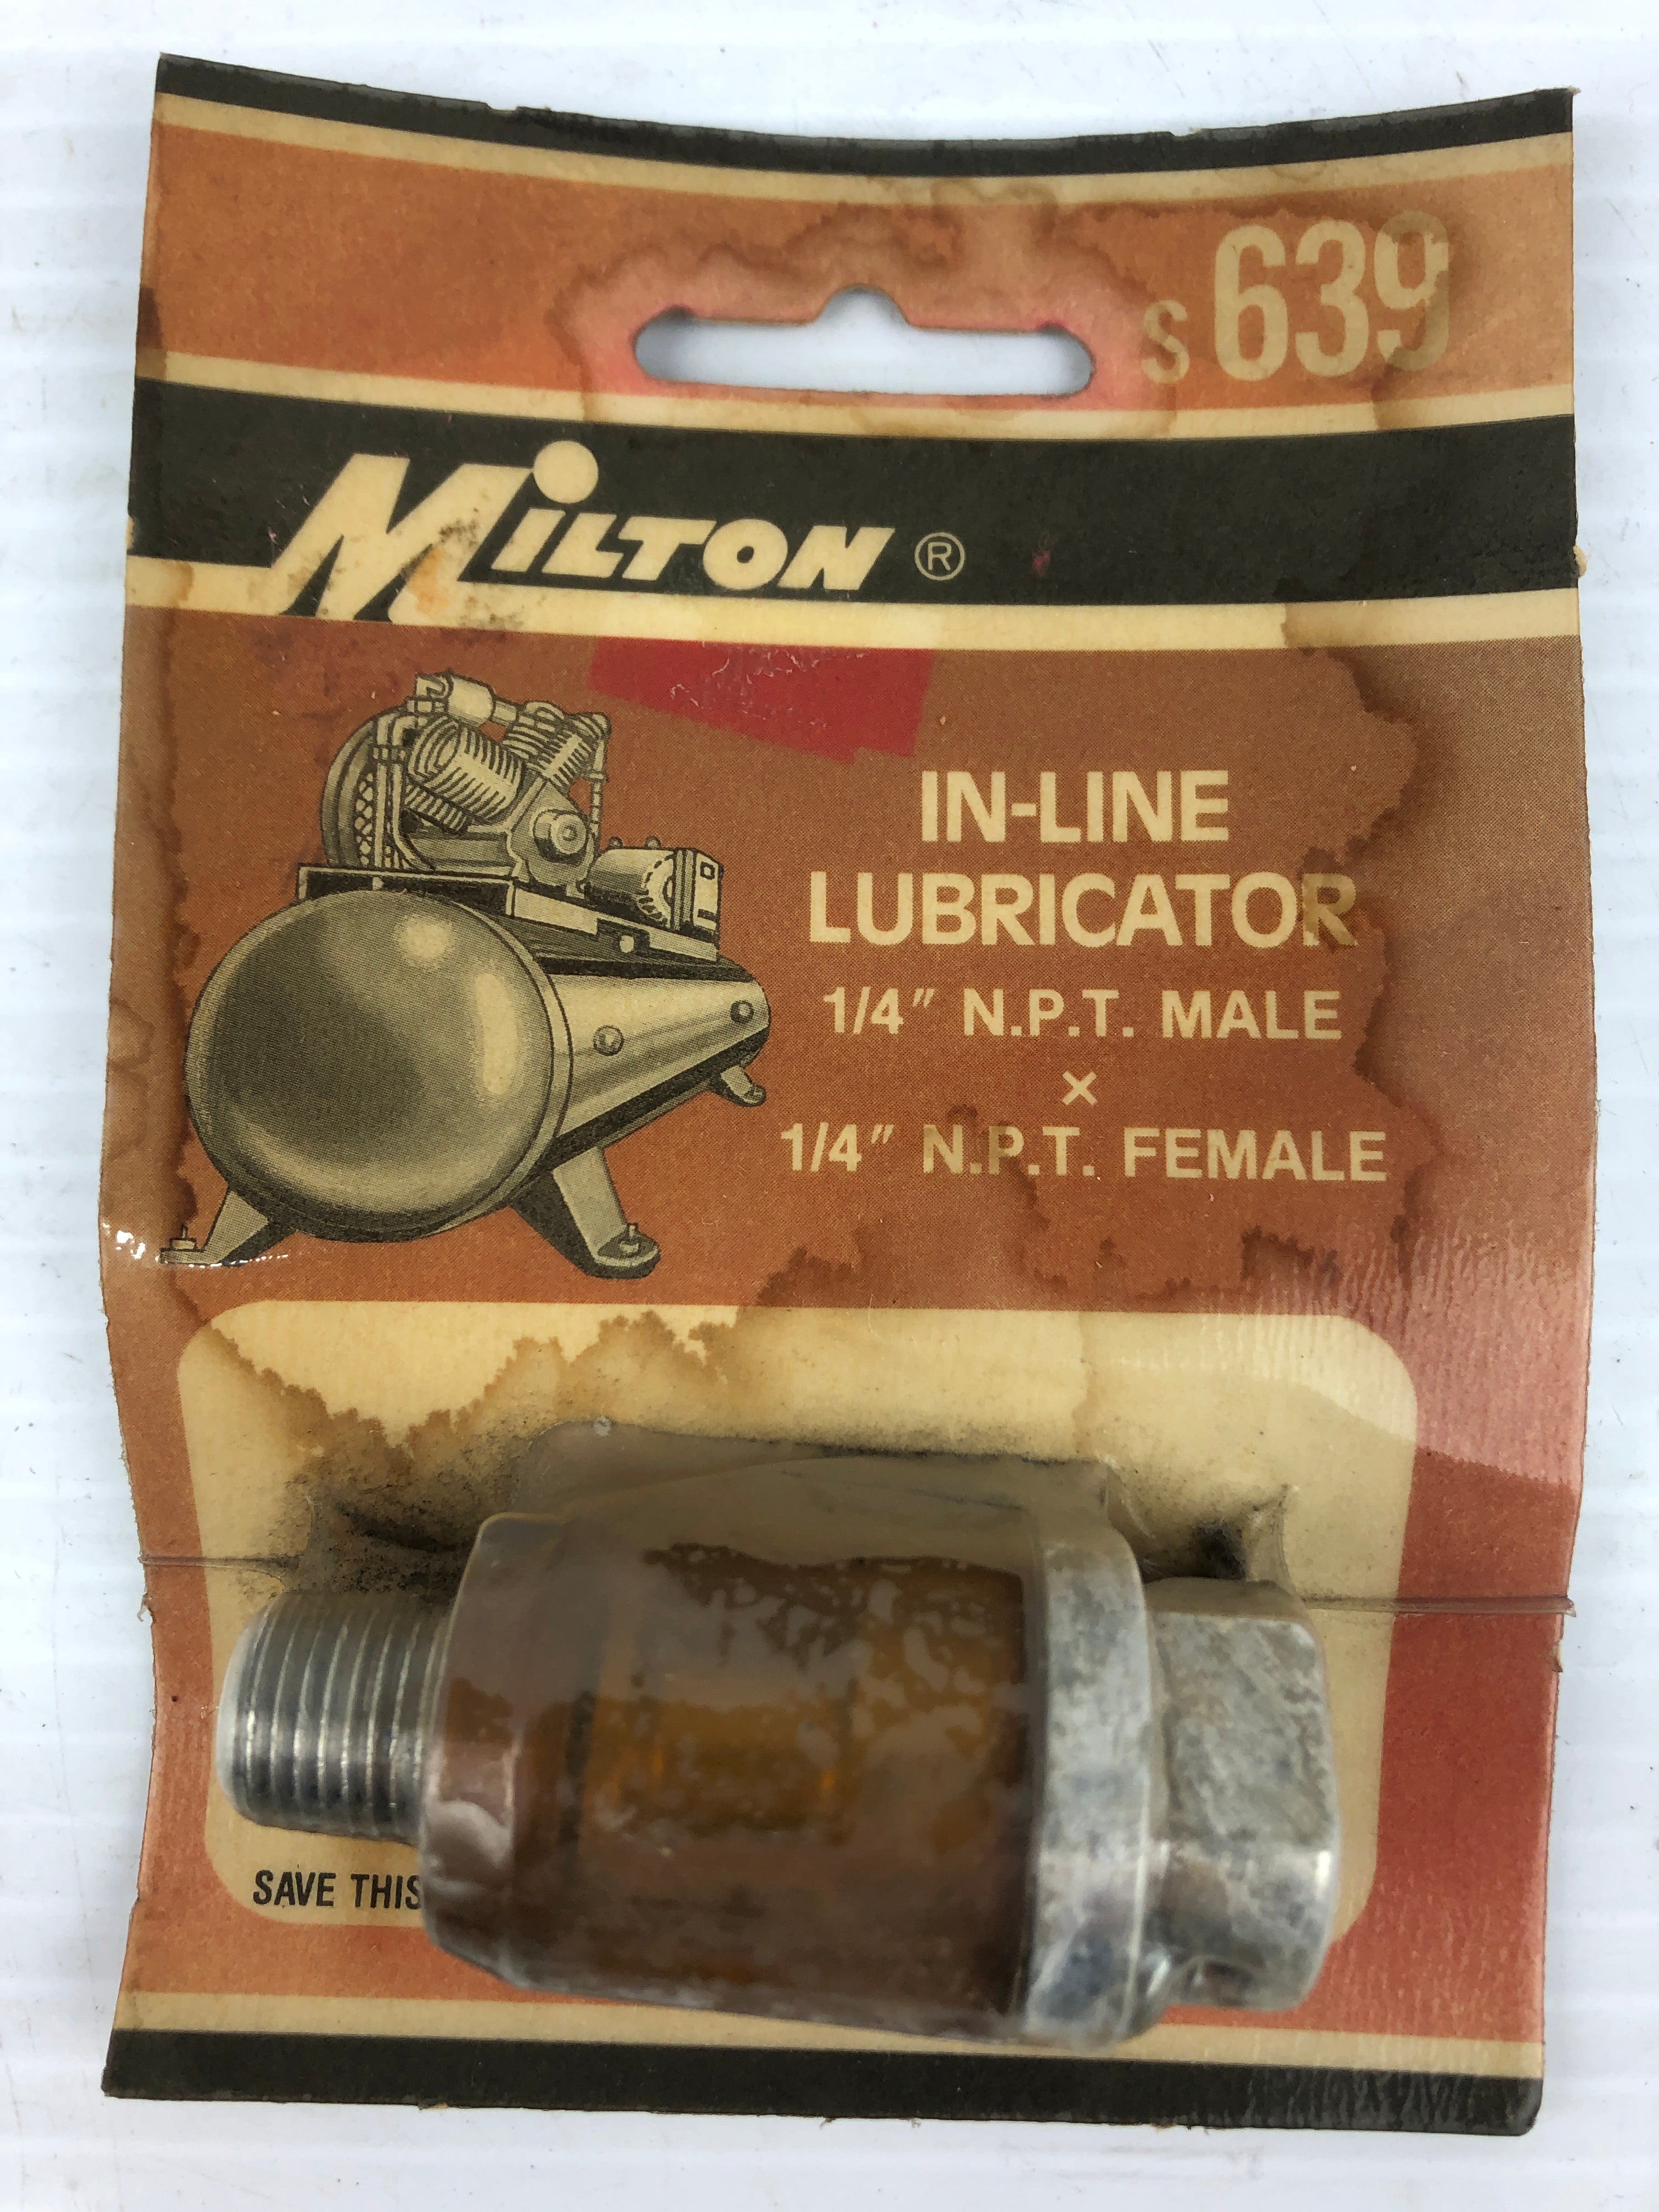 S 639
MILTON ®
IN-LINE
LUBRICATOR
1/4" N.P.T. MALE
×
1/4" N.P.T. FEMALE
SAVE THIS